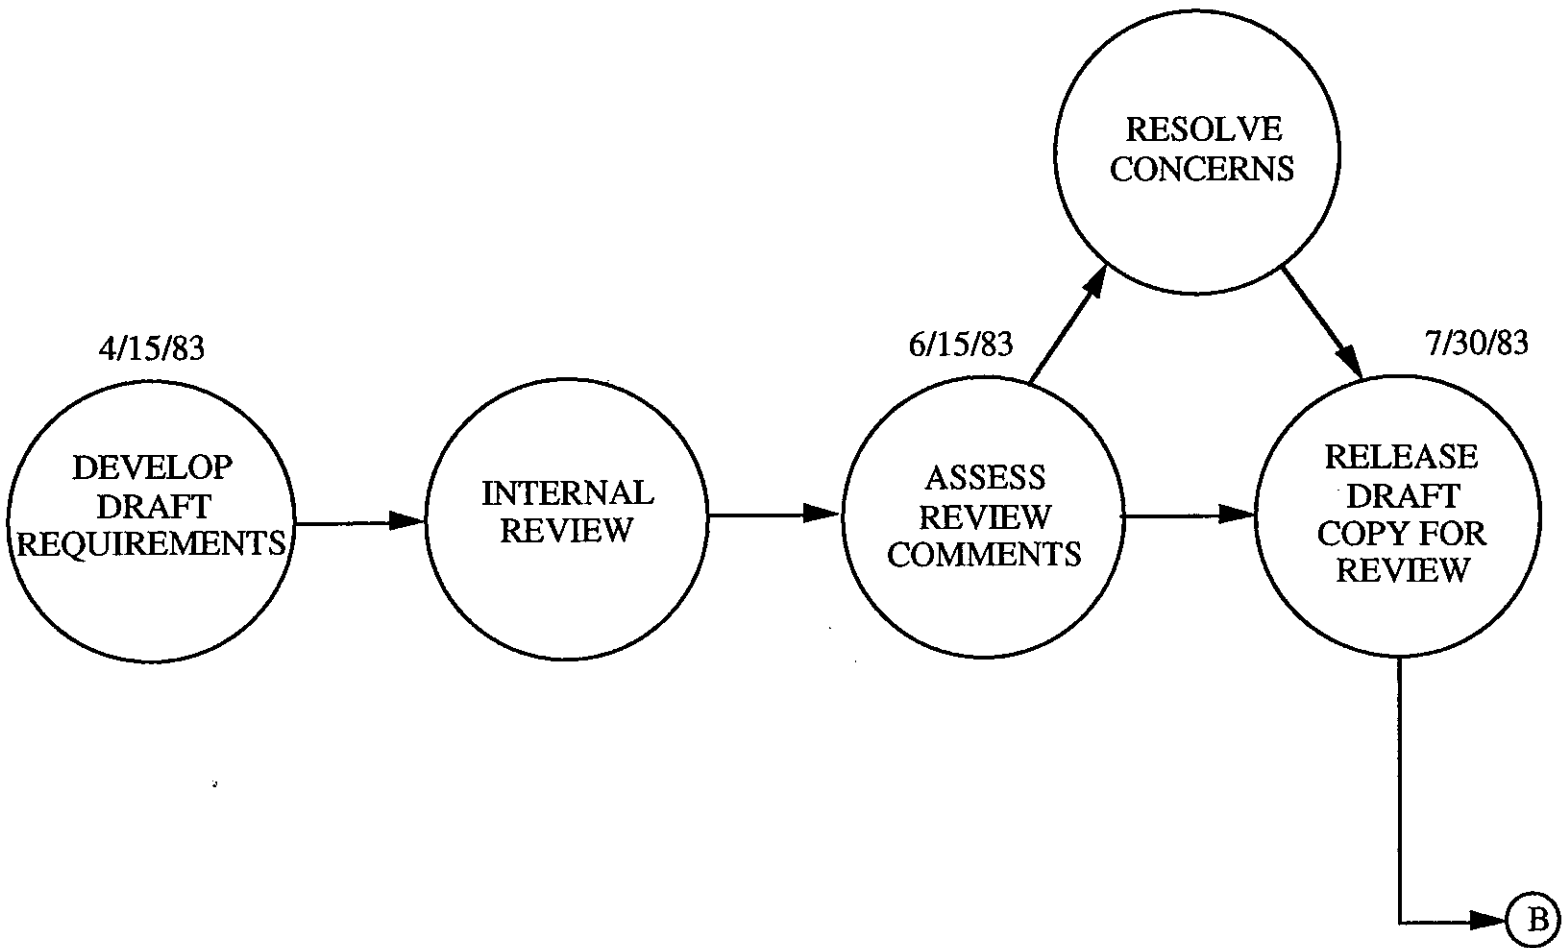 RESOLVE
CONCERNS
4/15/83
6/15/83
7/30/83
DEVELOP
DRAFT
REQUIREMENTS
INTERNAL
REVIEW
ASSESS
REVIEW
COMMENTS
RELEASE
DRAFT
COPY FOR
REVIEW
B